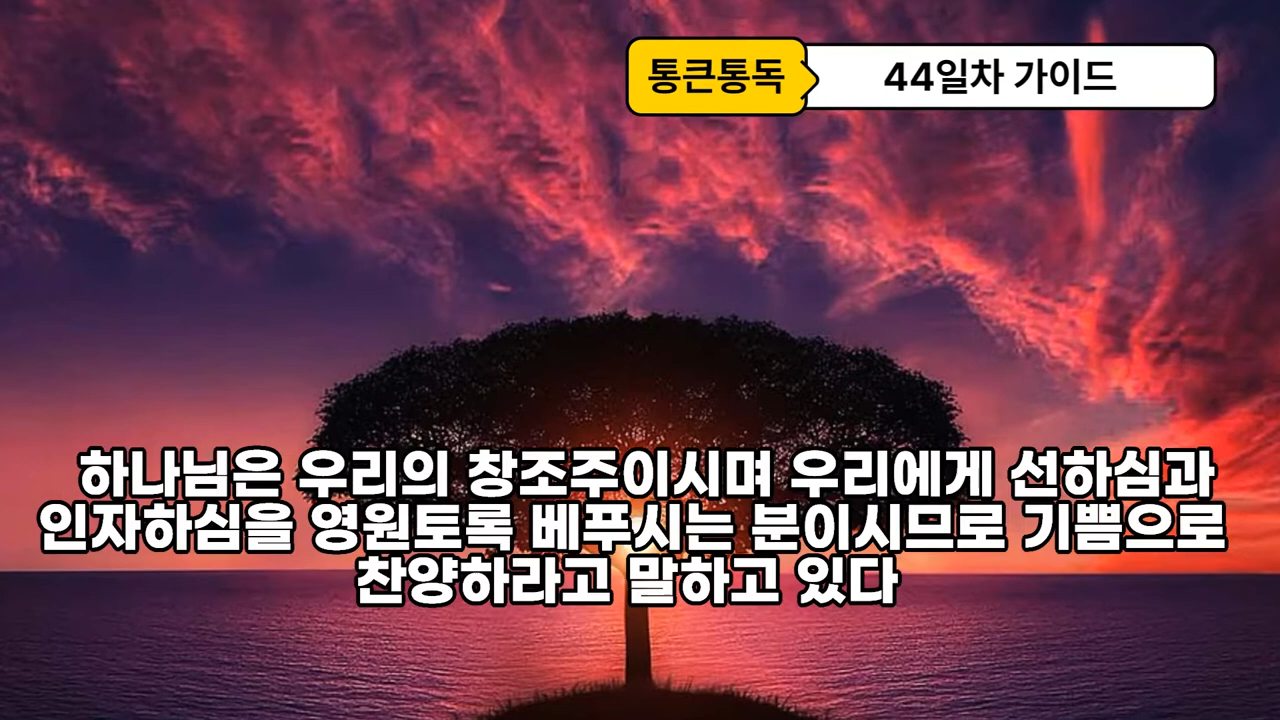 통큰통독
44일차 가이드
하나님은 우리의 창조주이시며 우리에게 선하심과
인자하심을 영원토록 베푸시는 분이시므로 기쁨으로
찬양하라고 말하고 있다